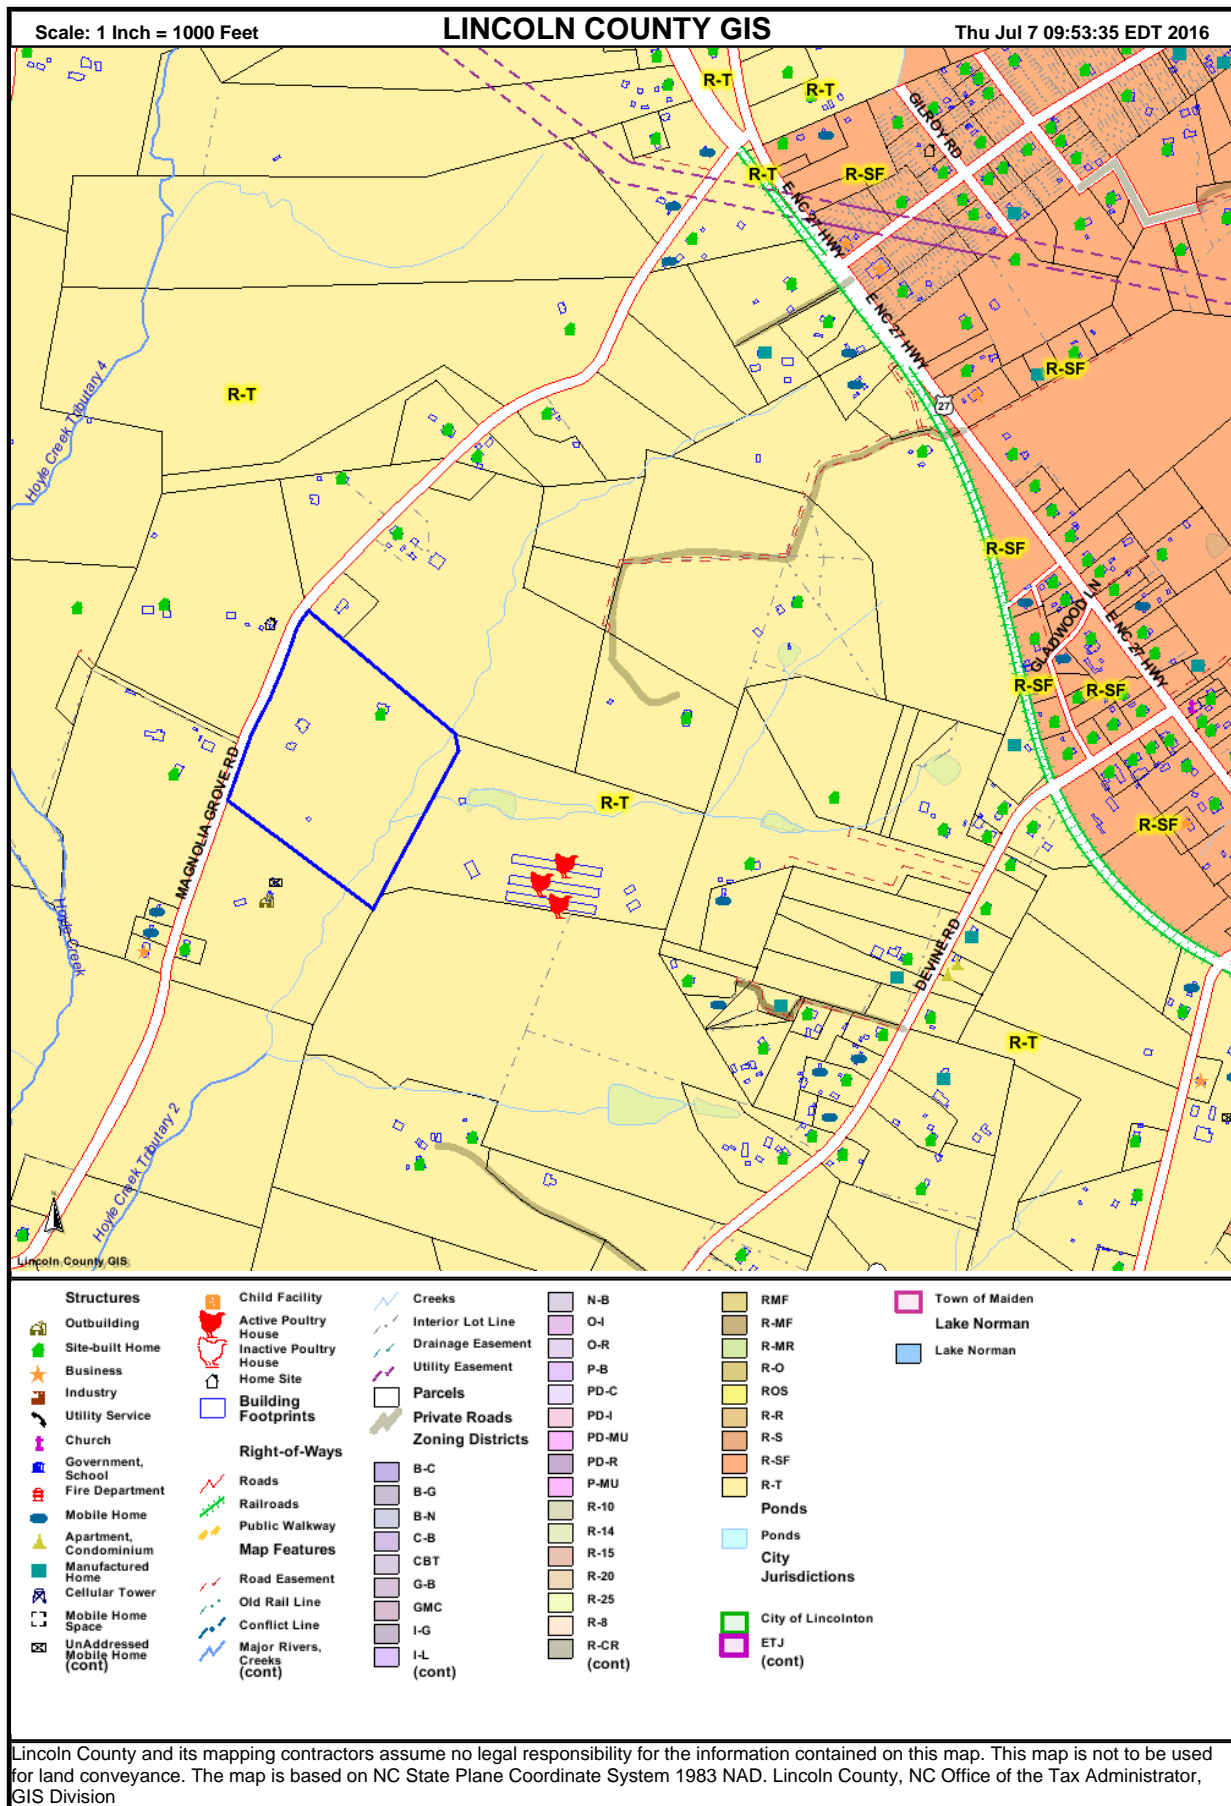 Scale: 1 Inch = 1000 Feet
LINCOLN COUNTY GIS
Thu Jul 7 09:53:35 EDT 2016
R-T
R-T
GILROY RD
R-T
R-SF
E NC 27 HWY
E NC 27 HWY
R-SF
Hoyle Creek Tributary 4
R-T
27
R-SF
GLADWOOD LN
E NC 27 HWY
R-SF
R-SF
MAGNOLIA GROVE RD
R-T
R-SF
Hoyle Creek
DEVINE RD
R-T
Hoyle Creek Tributary 2
N
Lincoln County GIS
Structures
Outbuilding
Site-built Home
Business
Industry
Utility Service
Church
Government,
School
Fire Department
Mobile Home
Apartment,
Condominium
Manufactured
Home
Cellular Tower
Mobile Home
Space
UnAddressed
Mobile Home
(cont)
Child Facility
Active Poultry
House
Inactive Poultry
House
Home Site
Building
Footprints
Right-of-Ways
Roads
Railroads
Public Walkway
Map Features
Road Easement
Old Rail Line
Conflict Line
Major Rivers,
Creeks
(cont)
Creeks
Interior Lot Line
Drainage Easement
Utility Easement
Parcels
Private Roads
Zoning Districts
B-C
B-G
B-N
C-B
CBT
G-B
GMC
I-G
I-L
(cont)
N-B
O-I
O-R
P-B
PD-C
PD-I
PD-MU
PD-R
P-MU
R-10
R-14
R-15
R-20
R-25
R-8
R-CR
(cont)
RMF
R-MF
R-MR
R-O
ROS
R-R
R-S
R-SF
R-T
Ponds
Ponds
City
Jurisdictions
City of Lincolnton
ETJ
(cont)
Town of Maiden
Lake Norman
Lake Norman
Lincoln County and its mapping contractors assume no legal responsibility for the information contained on this map. This map is not to be used
for land conveyance. The map is based on NC State Plane Coordinate System 1983 NAD. Lincoln County, NC Office of the Tax Administrator,
GIS Division